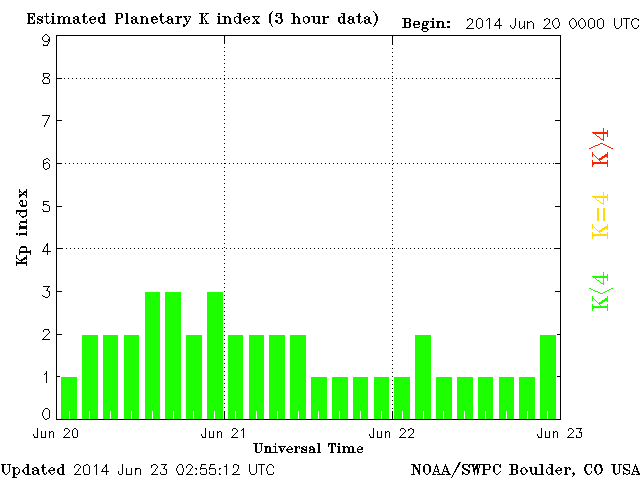 Estimated Planetary K index (3 hour data) Begin: 2014 Jun 20 0000 UTC
9
8
7
6
5
4
3
2
1
0
Kp index
K>4
K=4
K<4
Jun 20 Jun 21 Jun 22 Jun 23
Universal Time
Updated 2014 Jun 23 02:55:12 UTC NOAA/SWPC Boulder, CO USA